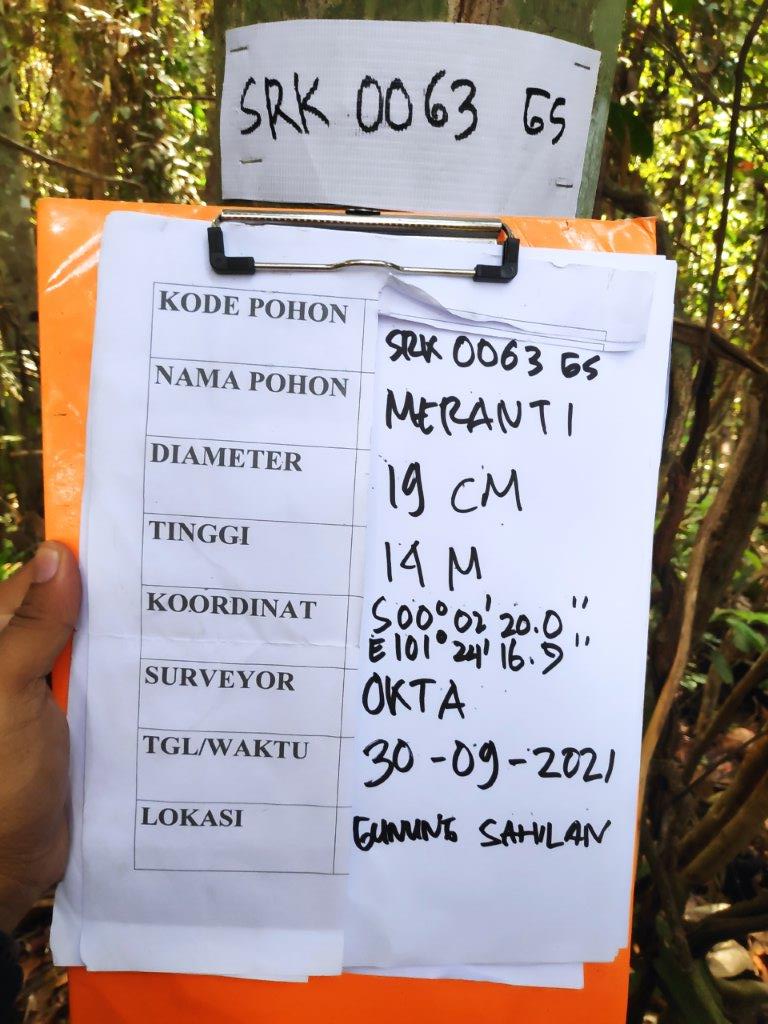 SRK 0063 GS
KODE POHON SRK 0063 GS
NAMA POHON MERANTI
DIAMETER 19 CM
TINGGI 14 M
KOORDINAT S00° 02' 20.0"
E101° 24' 16.9"
SURVEYOR OKTA
TGL/WAKTU 30-09-2021
LOKASI GUNUNG SAHILAN